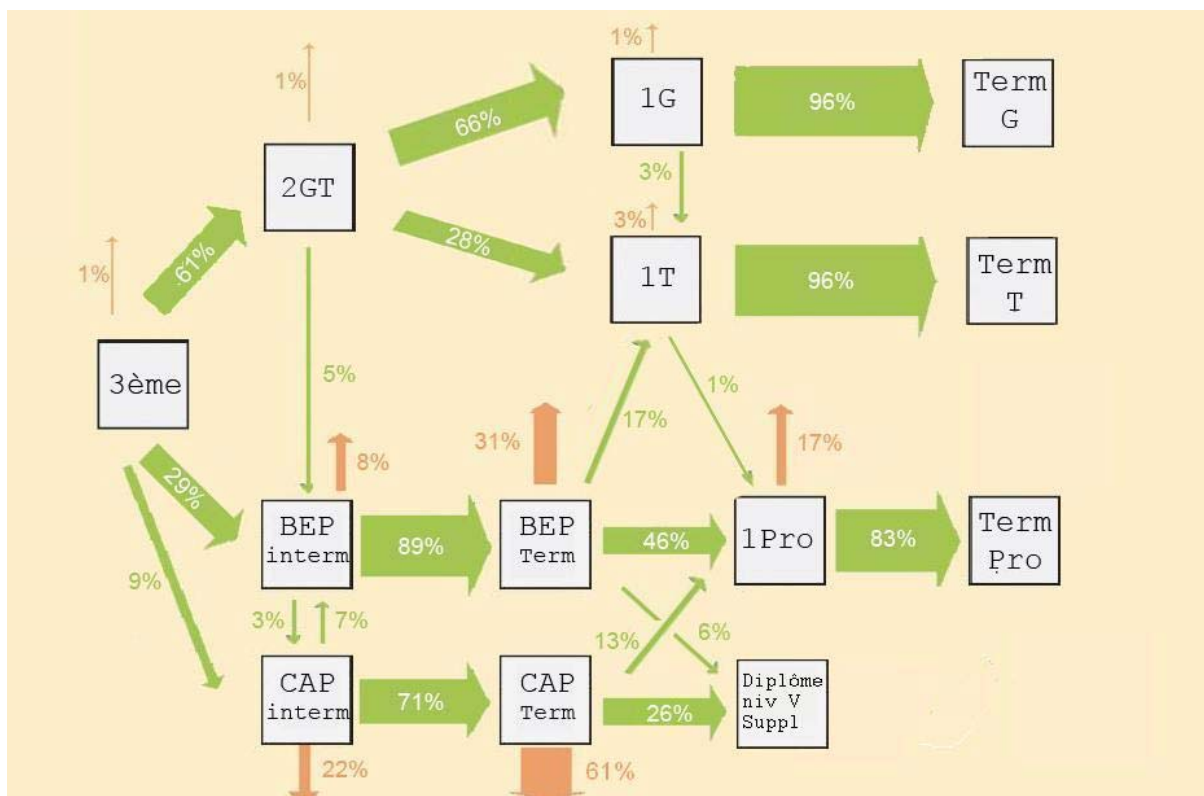 1%
1G
96%
Term
G
1%
66%
2GT
3%
3%
28%
1T
96%
Term
T
.61%
1%
3ème
5%
1%
17%
31%
8%
17%
29%
BEP
interm
89%
BEP
Term
46%
1Pro
83%
Term
Pro
9%
3%
7%
13%
6%
CAP
interm
71%
CAP
Term
26%
Diplôme
niv V
Suppl
22%
61%